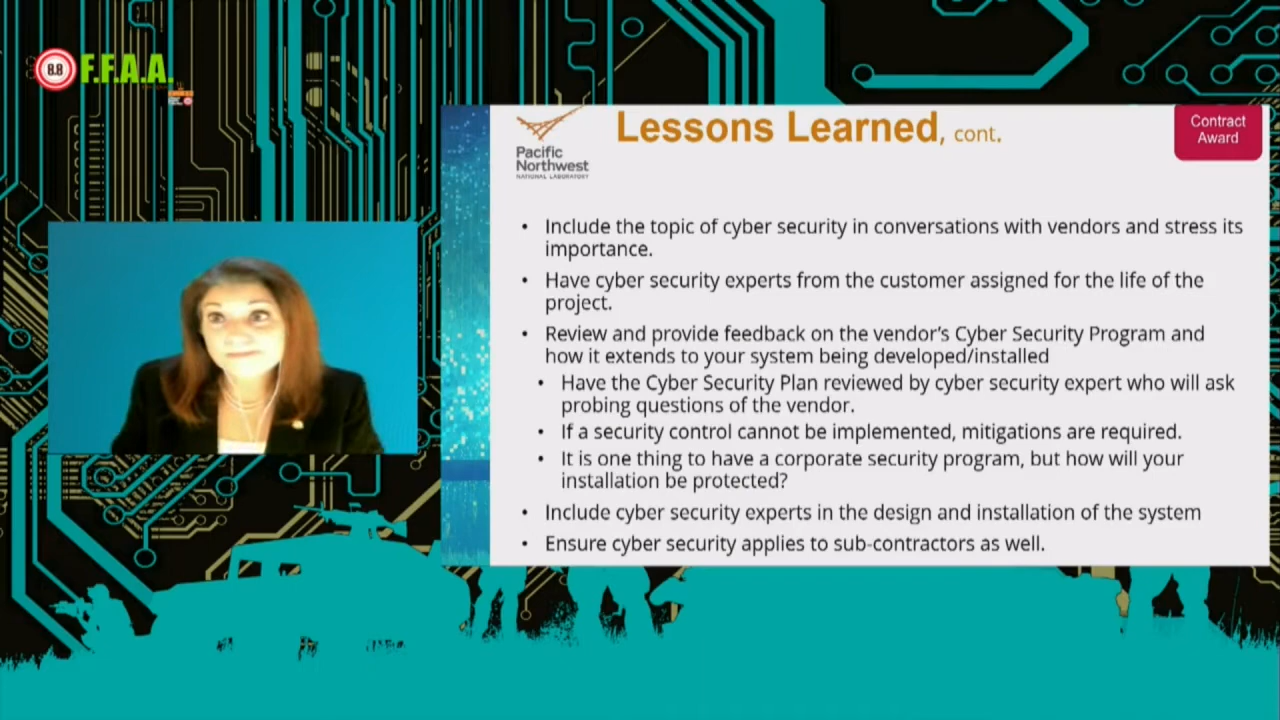 8.8 F.F.A.A.
Lessons Learned, cont.
Contract
Award
Pacific
Northwest
NATIONAL LABORATORY
• Include the topic of cyber security in conversations with vendors and stress its
importance.
• Have cyber security experts from the customer assigned for the life of the
project.
• Review and provide feedback on the vendor's Cyber Security Program and
how it extends to your system being developed/installed
• Have the Cyber Security Plan reviewed by cyber security expert who will ask
probing questions of the vendor.
• If a security control cannot be implemented, mitigations are required.
• It is one thing to have a corporate security program, but how will your
installation be protected?
• Include cyber security experts in the design and installation of the system
• Ensure cyber security applies to sub-contractors as well.